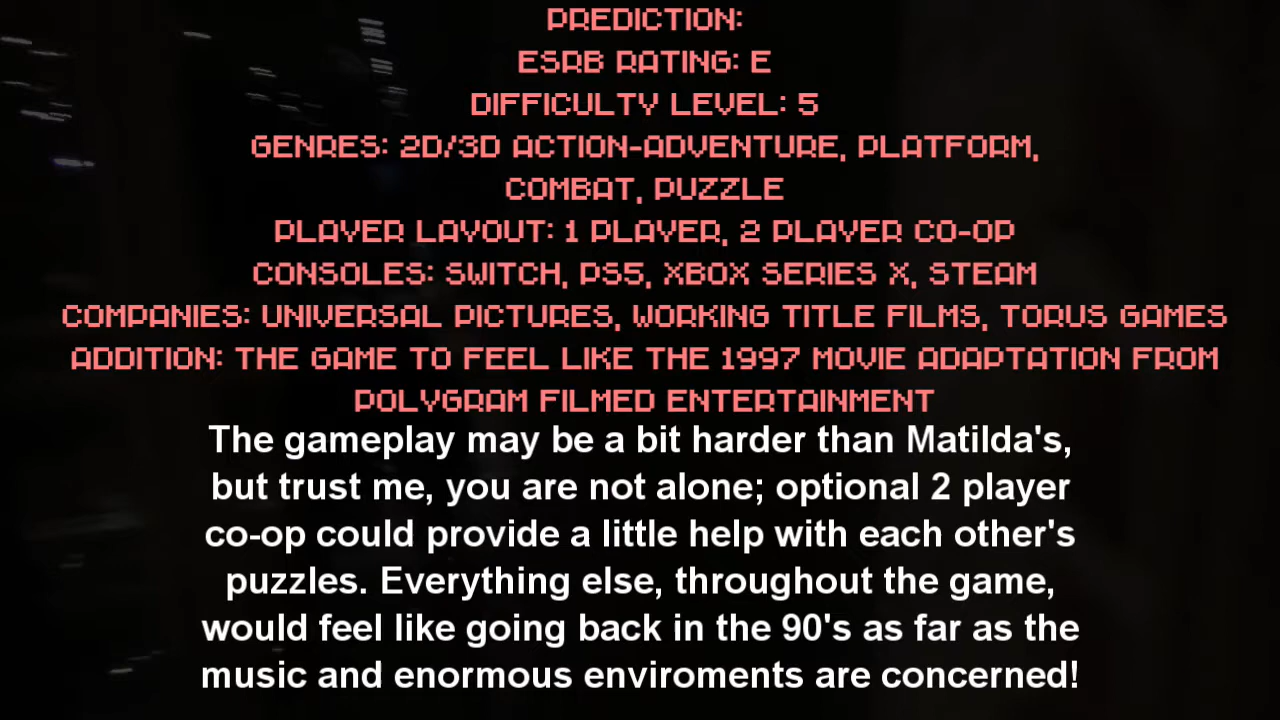 PREDICTION:
ESRB RATING: E
DIFFICULTY LEVEL: 5
GENRES: 2D/3D ACTION-ADVENTURE, PLATFORM,
COMBAT, PUZZLE
PLAYER LAYOUT: 1 PLAYER, 2 PLAYER CO-OP
CONSOLES: SWITCH, PS5, XBOX SERIES X, STEAM
COMPANIES: UNIVERSAL PICTURES, WORKING TITLE FILMS, TORUS GAMES
ADDITION: THE GAME TO FEEL LIKE THE 1997 MOVIE ADAPTATION FROM
POLYGRAM FILMED ENTERTAINMENT
The gameplay may be a bit harder than Matilda's,
but trust me, you are not alone; optional 2 player
co-op could provide a little help with each other's
puzzles. Everything else, throughout the game,
would feel like going back in the 90's as far as the
music and enormous enviroments are concerned!